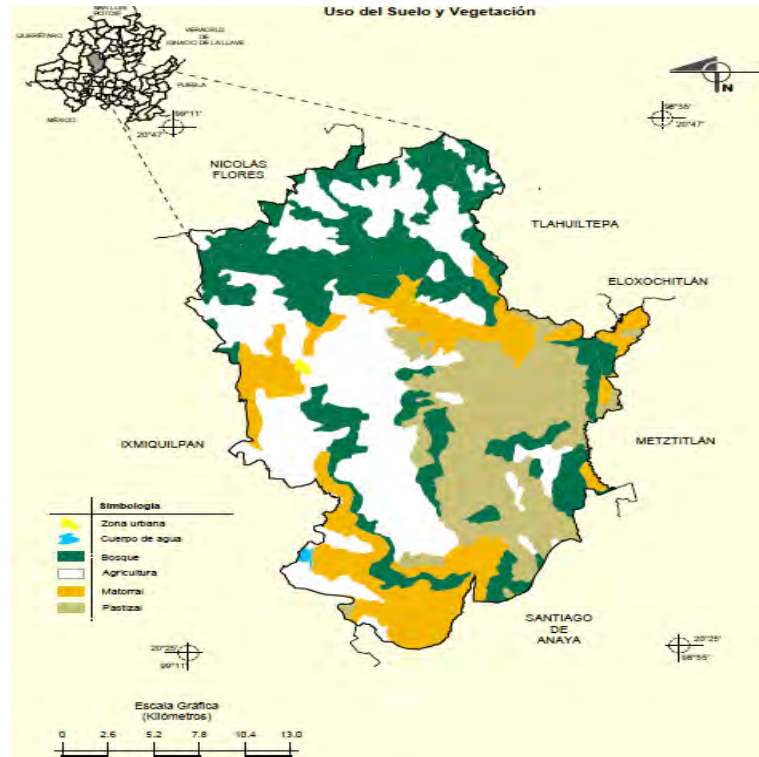 Uso del Suelo y Vegetación
SAN LUIS
POTOSÍ
QUERÉTARO
VERACRUZ
DE
IGNACIO DE LA LLAVE
PUEBLA
MÉXICO
99°11'
20°47'
98°55'
20°47'
N
NICOLÁS
FLORES
TLAHUILTEPA
ELOXOCHITLÁN
IXMIQUILPAN
METZTITLÁN
Simbología
Zona urbana
Cuerpo de agua
Bosque
Agricultura
Matorral
Pastizal
SANTIAGO
DE
ANAYA
20°25'
99°11'
20°25'
98°55'
Escala Gráfica
(Kilómetros)
0 2.6 5.2 7.8 10.4 13.0